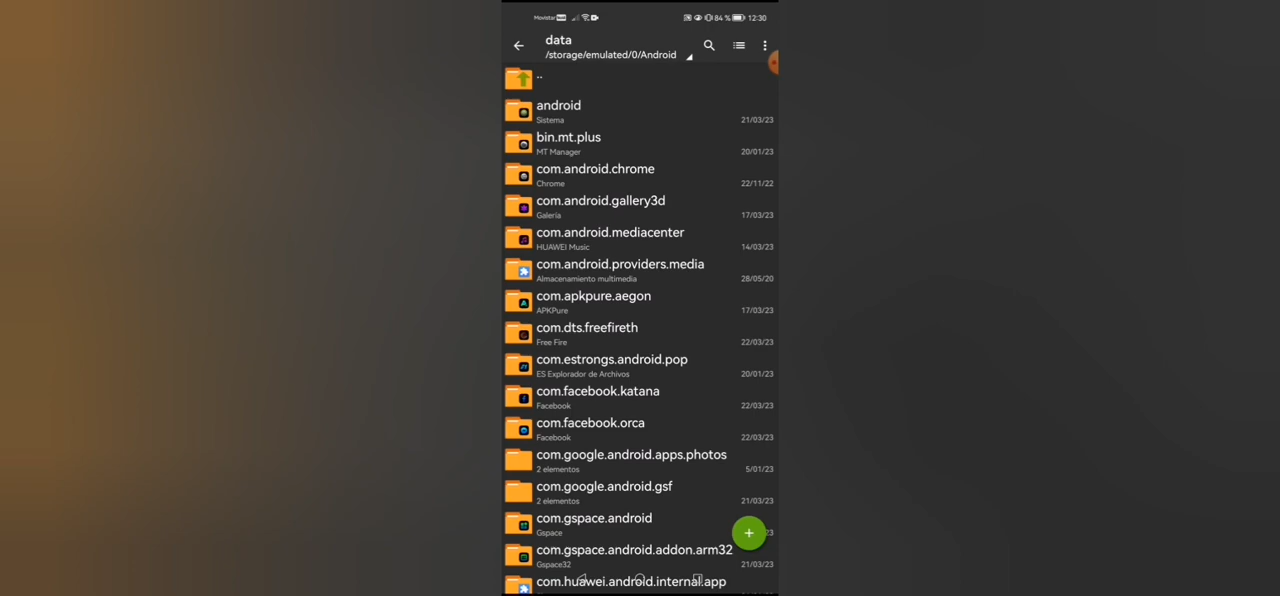 Movistar 84 % 12:30
data
/storage/emulated/0/Android
..
android
Sistema 21/03/23
bin.mt.plus
MT Manager 20/01/23
com.android.chrome
Chrome 22/11/22
com.android.gallery3d
Galería 17/03/23
com.android.mediacenter
HUAWEI Music 14/03/23
com.android.providers.media
Almacenamiento multimedia 28/05/20
com.apkpure.aegon
APKPure 17/03/23
com.dts.freefireth
Free Fire 22/03/23
com.estrongs.android.pop
ES Explorador de Archivos 20/01/23
com.facebook.katana
Facebook 22/03/23
com.facebook.orca
Facebook 22/03/23
com.google.android.apps.photos
2 elementos 5/01/23
com.google.android.gsf
2 elementos 21/03/23
com.gspace.android
Gspace
com.gspace.android.addon.arm32
Gspace32 21/03/23
com.huawei.android.internal.app